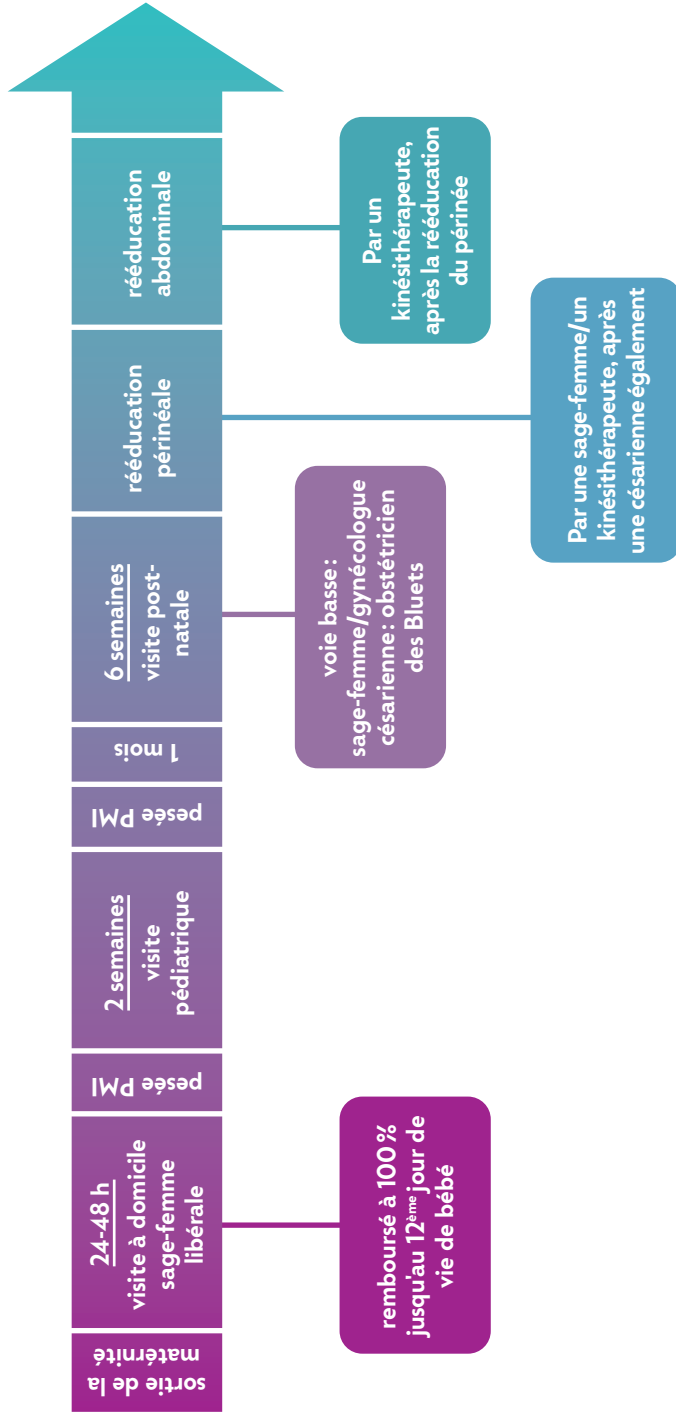 sortie de la
matérnité
24-48 h
visite à domicile
sage-femme
libérale
remboursé à 100%
jusqu'au 12ème jour de
vie de bébé
pesée PMI
2 semaines
visite
pédiatrique
pesée PMI
1 mois
6 semaines
visite post-
natale
voie basse :
sage-femme/gynécologue
césarienne : obstétricien
des Bluets
rééducation
périnéale
Par une sage-femme/un
kinésithérapeute, après
une césarienne également
rééducation
abdominale
Par un
kinésithérapeute,
après la rééducation
du périnée